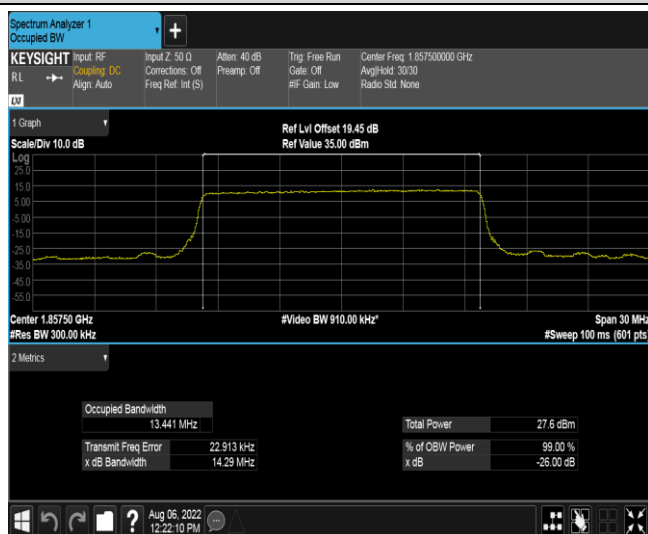 Spectrum Analyzer 1
Occupied BW
+
KEYSIGHT Input: RF Input Z: 50 Ω Atten: 40 dB Trig: Free Run Center Freq: 1.857500000 GHz
RL Coupling: DC Corrections: Off Preamp: Off Gate: Off Avg|Hold: 30/30
Align: Auto Freq Ref: Int (S) #IF Gain: Low Radio Std: None
LXI
1 Graph
Ref Lvl Offset 19.45 dB
Scale/Div 10.0 dB Ref Value 35.00 dBm
Log
25.0
15.0
5.00
-5.00
-15.0
-25.0
-35.0
-45.0
-55.0
Center 1.85750 GHz #Video BW 910.00 kHz* Span 30 MHz
#Res BW 300.00 kHz #Sweep 100 ms (601 pts)
2 Metrics
Occupied Bandwidth
13.441 MHz Total Power 27.6 dBm
Transmit Freq Error 22.913 kHz % of OBW Power 99.00 %
x dB Bandwidth 14.29 MHz x dB -26.00 dB
? Aug 06, 2022
12:22:10 PM